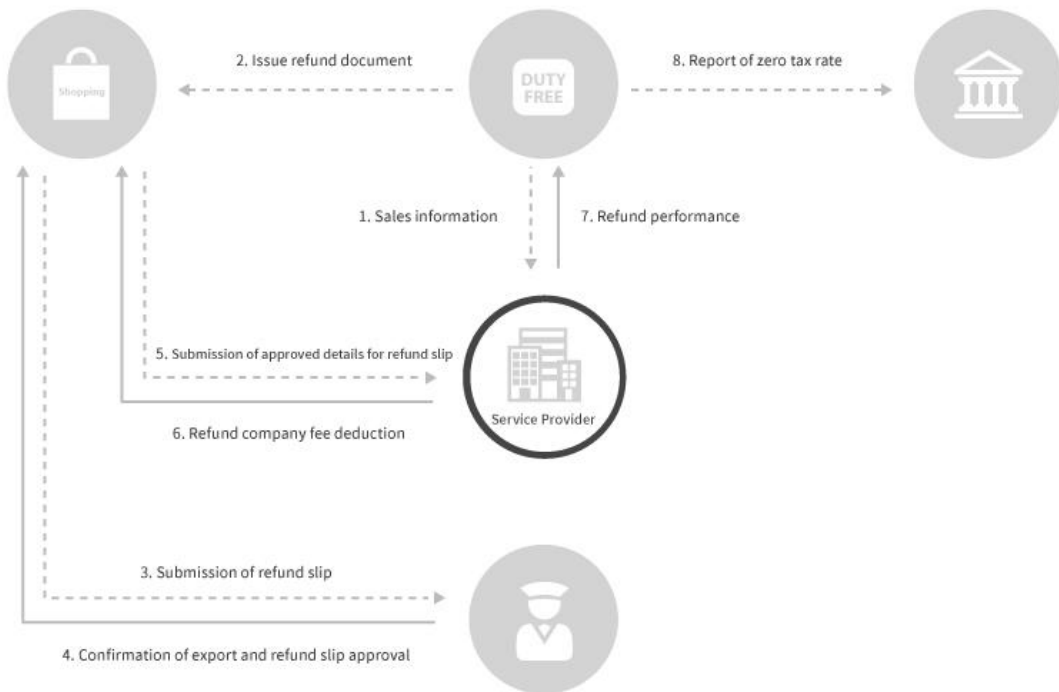 2. Issue refund document
8. Report of zero tax rate
Shopping
DUTY
FREE
1. Sales information
7. Refund performance
5. Submission of approved details for refund slip
Service Provider
6. Refund company fee deduction
3. Submission of refund slip
4. Confirmation of export and refund slip approval